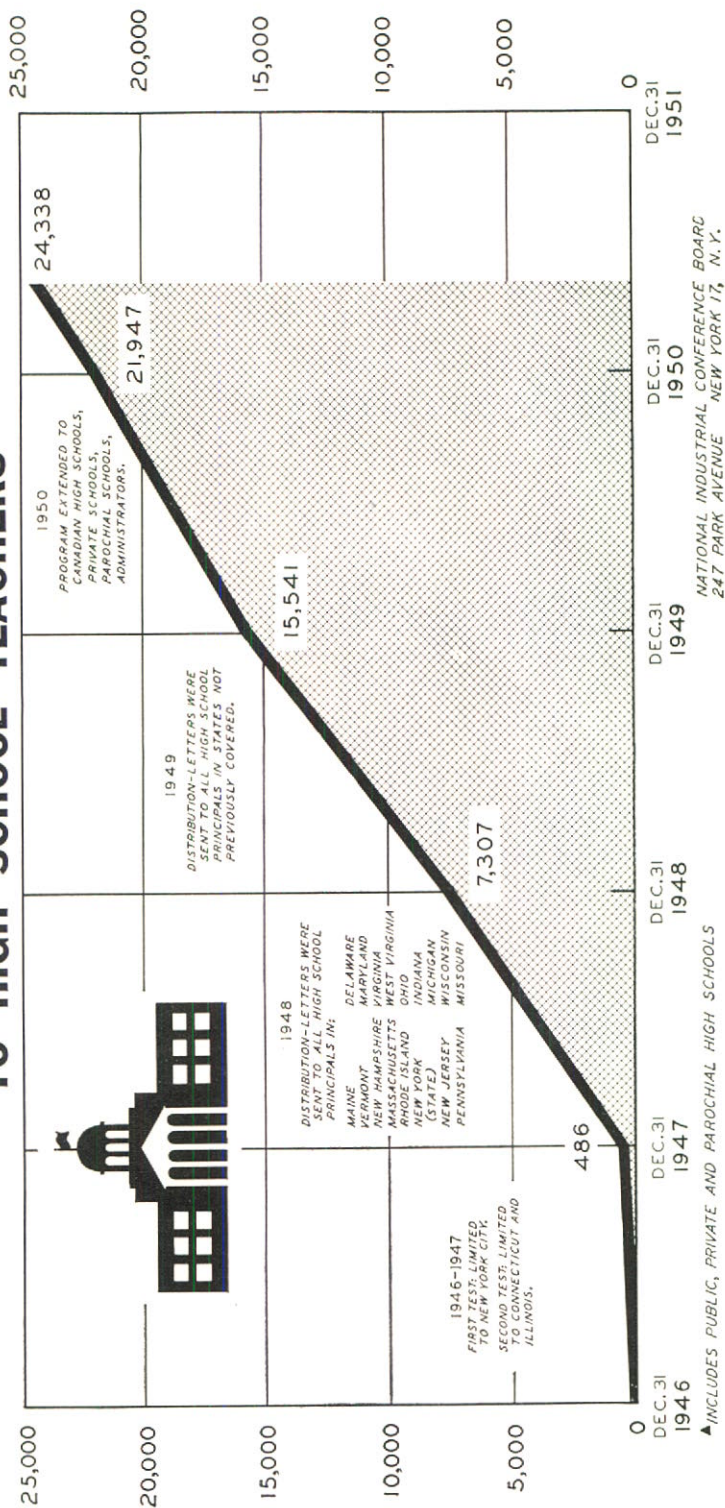 TO HIGH SCHOOL TEACHERS
25,000
20,000
15,000
10,000
5,000
0
25,000
20,000
15,000
10,000
5,000
0
1946-1947
FIRST TEST: LIMITED
TO NEW YORK CITY.
SECOND TEST: LIMITED
TO CONNECTICUT AND
ILLINOIS.
486
1948
DISTRIBUTION-LETTERS WERE
SENT TO ALL HIGH SCHOOL
PRINCIPALS IN:
MAINE DELAWARE
VERMONT MARYLAND
NEW HAMPSHIRE VIRGINIA
MASSACHUSETTS WEST VIRGINIA
RHODE ISLAND OHIO
NEW YORK INDIANA
(STATE) MICHIGAN
NEW JERSEY WISCONSIN
PENNSYLVANIA MISSOURI
7,307
1949
DISTRIBUTION-LETTERS WERE
SENT TO ALL HIGH SCHOOL
PRINCIPALS IN STATES NOT
PREVIOUSLY COVERED.
15,541
1950
PROGRAM EXTENDED TO
CANADIAN HIGH SCHOOLS,
PRIVATE SCHOOLS,
PAROCHIAL SCHOOLS,
ADMINISTRATORS.
21,947
24,338
DEC. 31
1946
DEC. 31
1947
DEC. 31
1948
DEC. 31
1949
DEC. 31
1950
DEC. 31
1951
▲INCLUDES PUBLIC, PRIVATE AND PAROCHIAL HIGH SCHOOLS
NATIONAL INDUSTRIAL CONFERENCE BOARD
247 PARK AVENUE NEW YORK 17, N.Y.